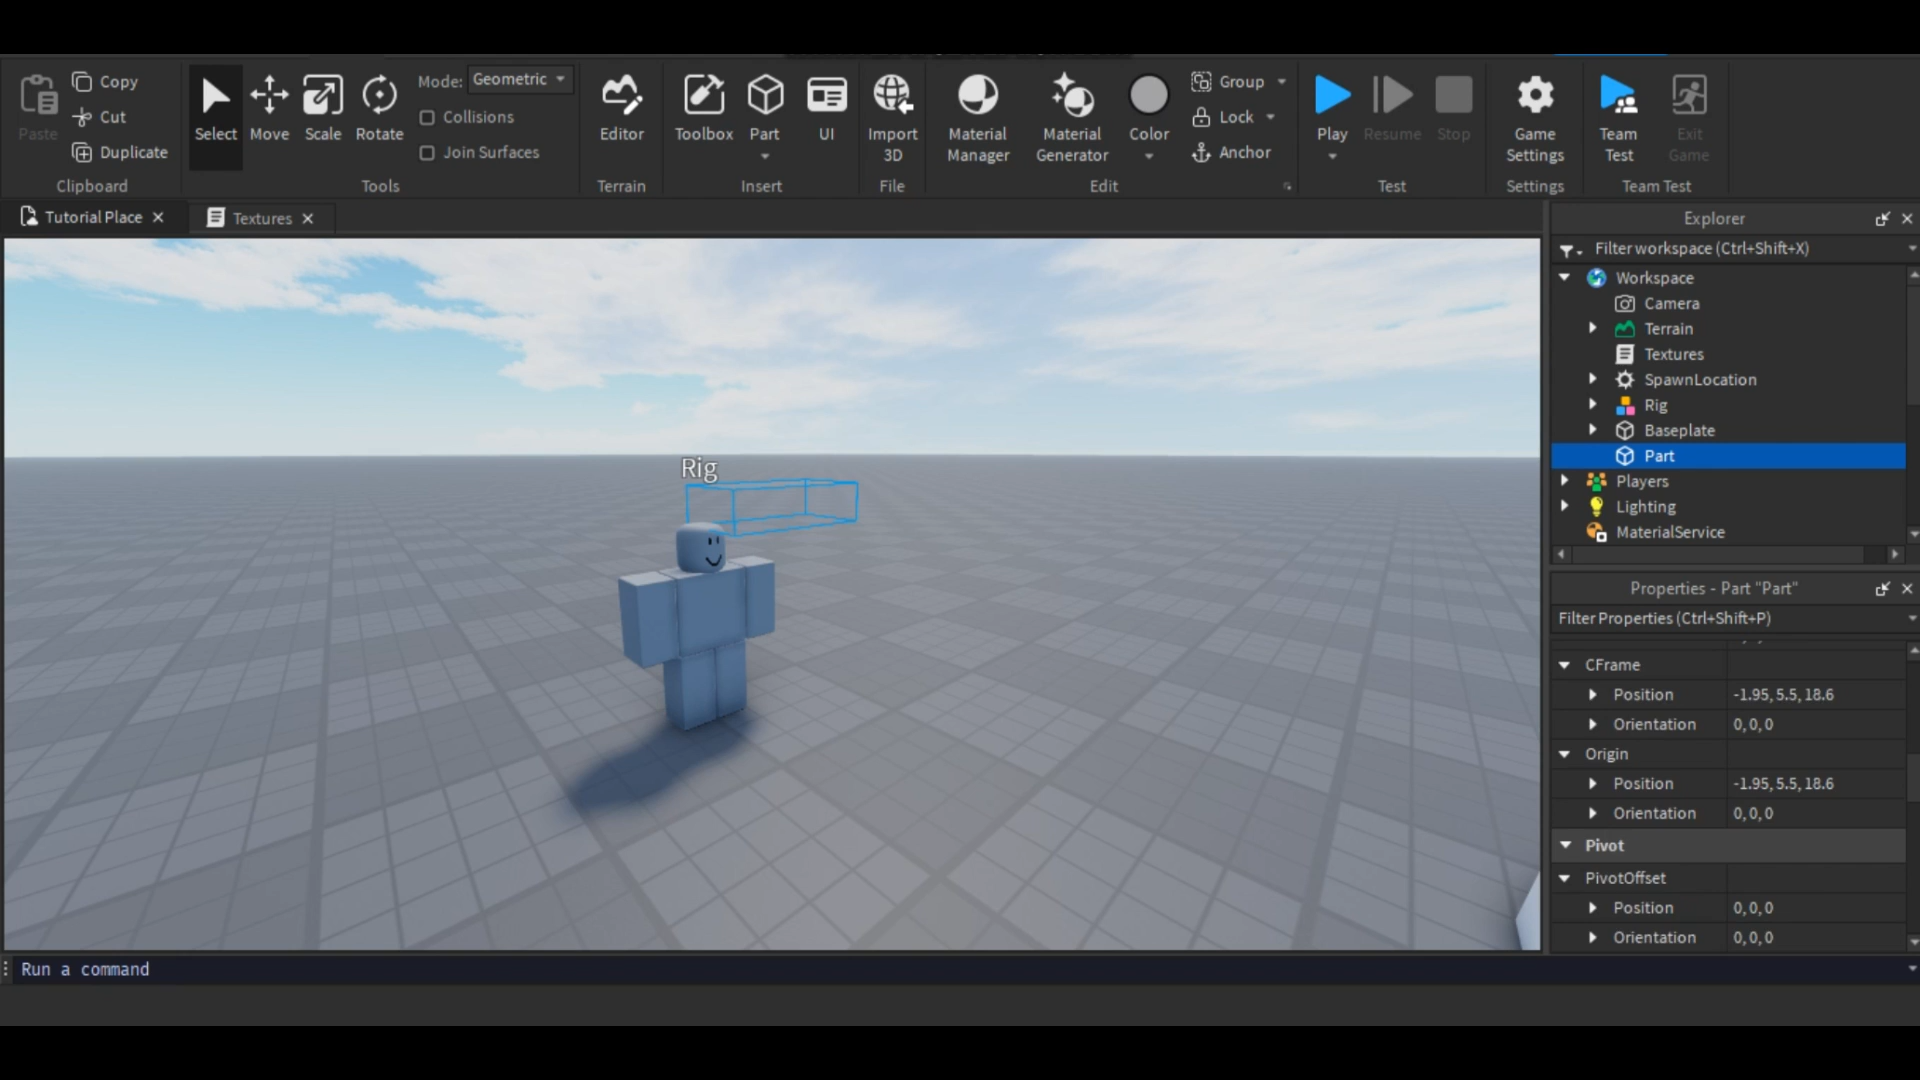 Copy
Cut
Paste
Duplicate
Clipboard
Select
Move
Scale
Rotate
Mode: Geometric
Collisions
Join Surfaces
Tools
Editor
Terrain
Toolbox
Part
UI
Insert
Import
3D
File
Material
Manager
Material
Generator
Color
Group
Lock
Anchor
Edit
Play
Resume
Stop
Test
Game
Settings
Settings
Team
Test
Exit
Game
Team Test
Tutorial Place
Textures
Rig
Explorer
Filter workspace (Ctrl+Shift+X)
Workspace
Camera
Terrain
Textures
SpawnLocation
Rig
Baseplate
Part
Players
Lighting
MaterialService
Properties - Part "Part"
Filter Properties (Ctrl+Shift+P)
CFrame
Position -1.95, 5.5, 18.6
Orientation 0, 0, 0
Origin
Position -1.95, 5.5, 18.6
Orientation 0, 0, 0
Pivot
PivotOffset
Position 0, 0, 0
Orientation 0, 0, 0
Run a command